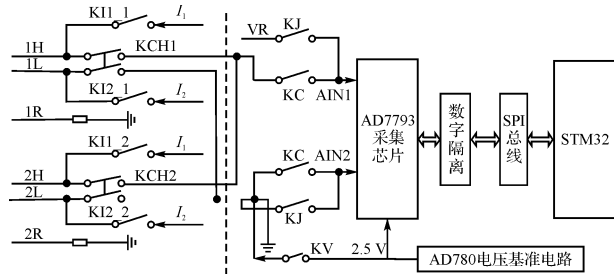 KI1_1 I₁
1H KCH1
1L
KI2_1 I₂
1R
KI1_2 I₁
2H KCH2
2L
KI2_2 I₂
2R
VR KJ
KC AIN1
KC AIN2
KJ
KV 2.5 V
AD7793
采集
芯片
数字
隔离
SPI
总线
STM32
AD780电压基准电路